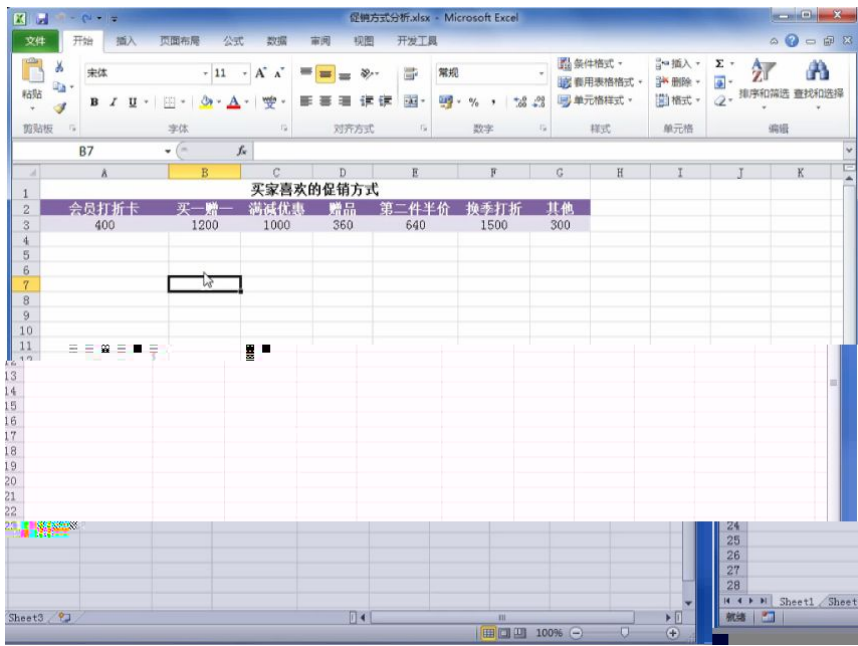 促销方式分析.xlsx - Microsoft Excel
文件 开始 插入 页面布局 公式 数据 审阅 视图 开发工具
宋体 11 A A 常规 条件格式 插入 Σ
粘贴 套用表格格式 删除 排序和筛选 查找和选择
B I U A 变 % , 单元格样式 格式
剪贴板 字体 对齐方式 数字 样式 单元格 编辑
B7 fx
A B C D E F G H I J K
1 买家喜欢的促销方式
2 会员打折卡 买一赠一 满减优惠 赠品 第二件半价 换季打折 其他
3 400 1200 1000 360 640 1500 300
4
5
6
7
8
9
10
11
12
13
14
15
16
17
18
19
20
21
22
23 24
25
26
27
28
Sheet1 Sheet
Sheet3 就绪
100%